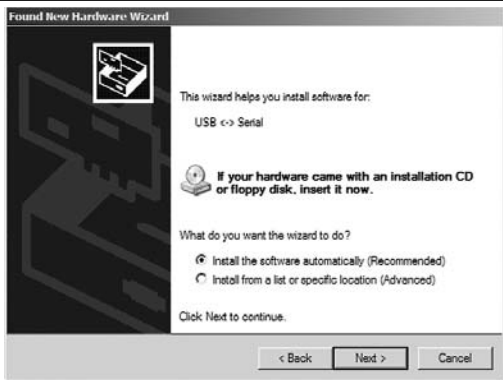 Found New Hardware Wizard
This wizard helps you install software for:
USB <-> Serial
If your hardware came with an installation CD
or floppy disk, insert it now.
What do you want the wizard to do?
Install the software automatically (Recommended)
Install from a list or specific location (Advanced)
Click Next to continue.
< Back Next > Cancel